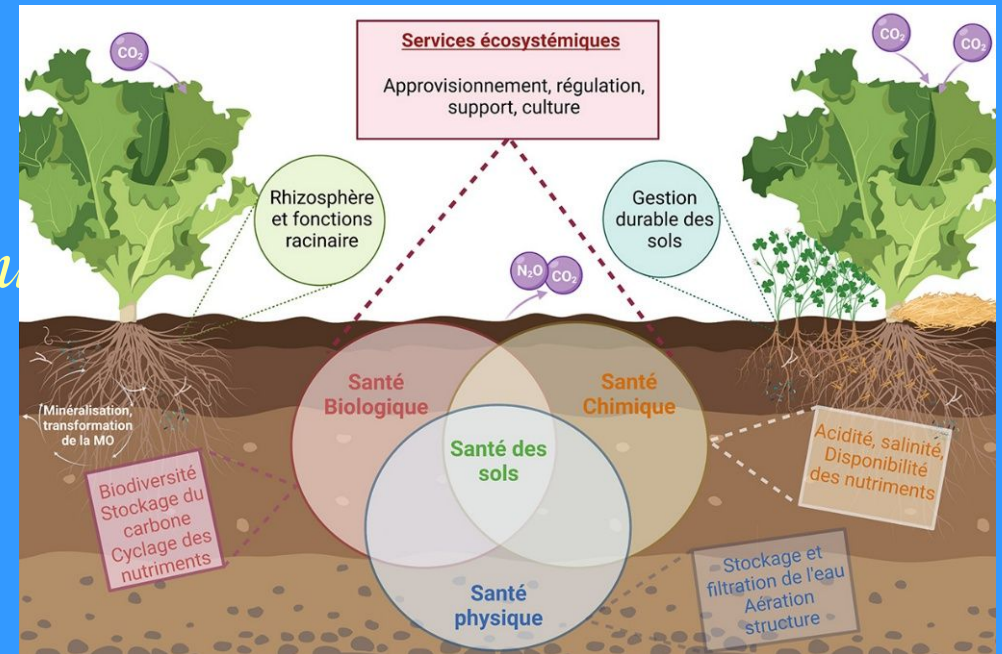 CO₂
Services écosystémiques
Approvisionnement, régulation,
support, culture
CO₂
CO₂
Rhizosphère
et fonctions
racinaire
Gestion
durable des
sols
N₂O CO₂
Minéralisation,
transformation
de la MO
Santé
Biologique
Santé
Chimique
Santé des
sols
Santé
physique
Biodiversité
Stockage du
carbone
Cyclage des
nutriments
Acidité, salinité,
Disponibilité
des nutriments
Stockage et
filtration de l'eau
Aération
structure